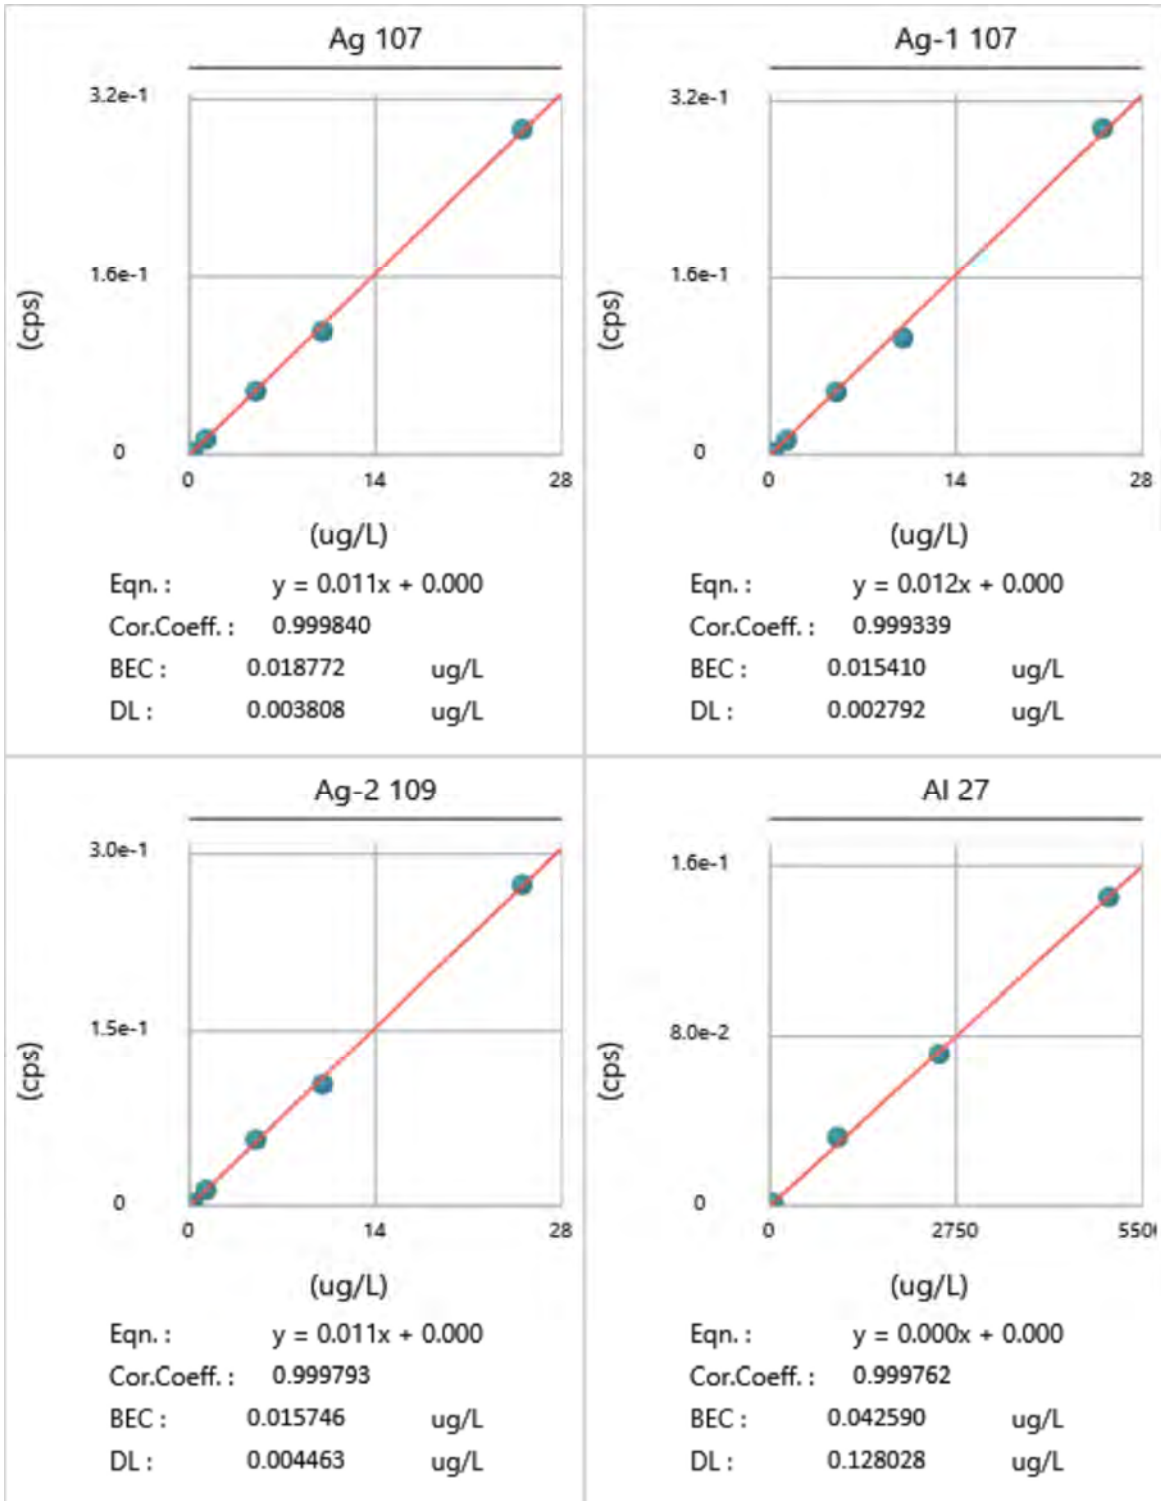 Ag 107
3.2e-1
1.6e-1
(cps)
0
0 14 28
(ug/L)
Eqn. : y = 0.011x + 0.000
Cor.Coeff. : 0.999840
BEC : 0.018772 ug/L
DL : 0.003808 ug/L
Ag-1 107
3.2e-1
1.6e-1
(cps)
0
0 14 28
(ug/L)
Eqn. : y = 0.012x + 0.000
Cor.Coeff. : 0.999339
BEC : 0.015410 ug/L
DL : 0.002792 ug/L
Ag-2 109
3.0e-1
1.5e-1
(cps)
0
0 14 28
(ug/L)
Eqn. : y = 0.011x + 0.000
Cor.Coeff. : 0.999793
BEC : 0.015746 ug/L
DL : 0.004463 ug/L
Al 27
1.6e-1
8.0e-2
(cps)
0
0 2750
(ug/L)
Eqn. : y = 0.000x + 0.000
Cor.Coeff. : 0.999762
BEC : 0.042590 ug/L
DL : 0.128028 ug/L